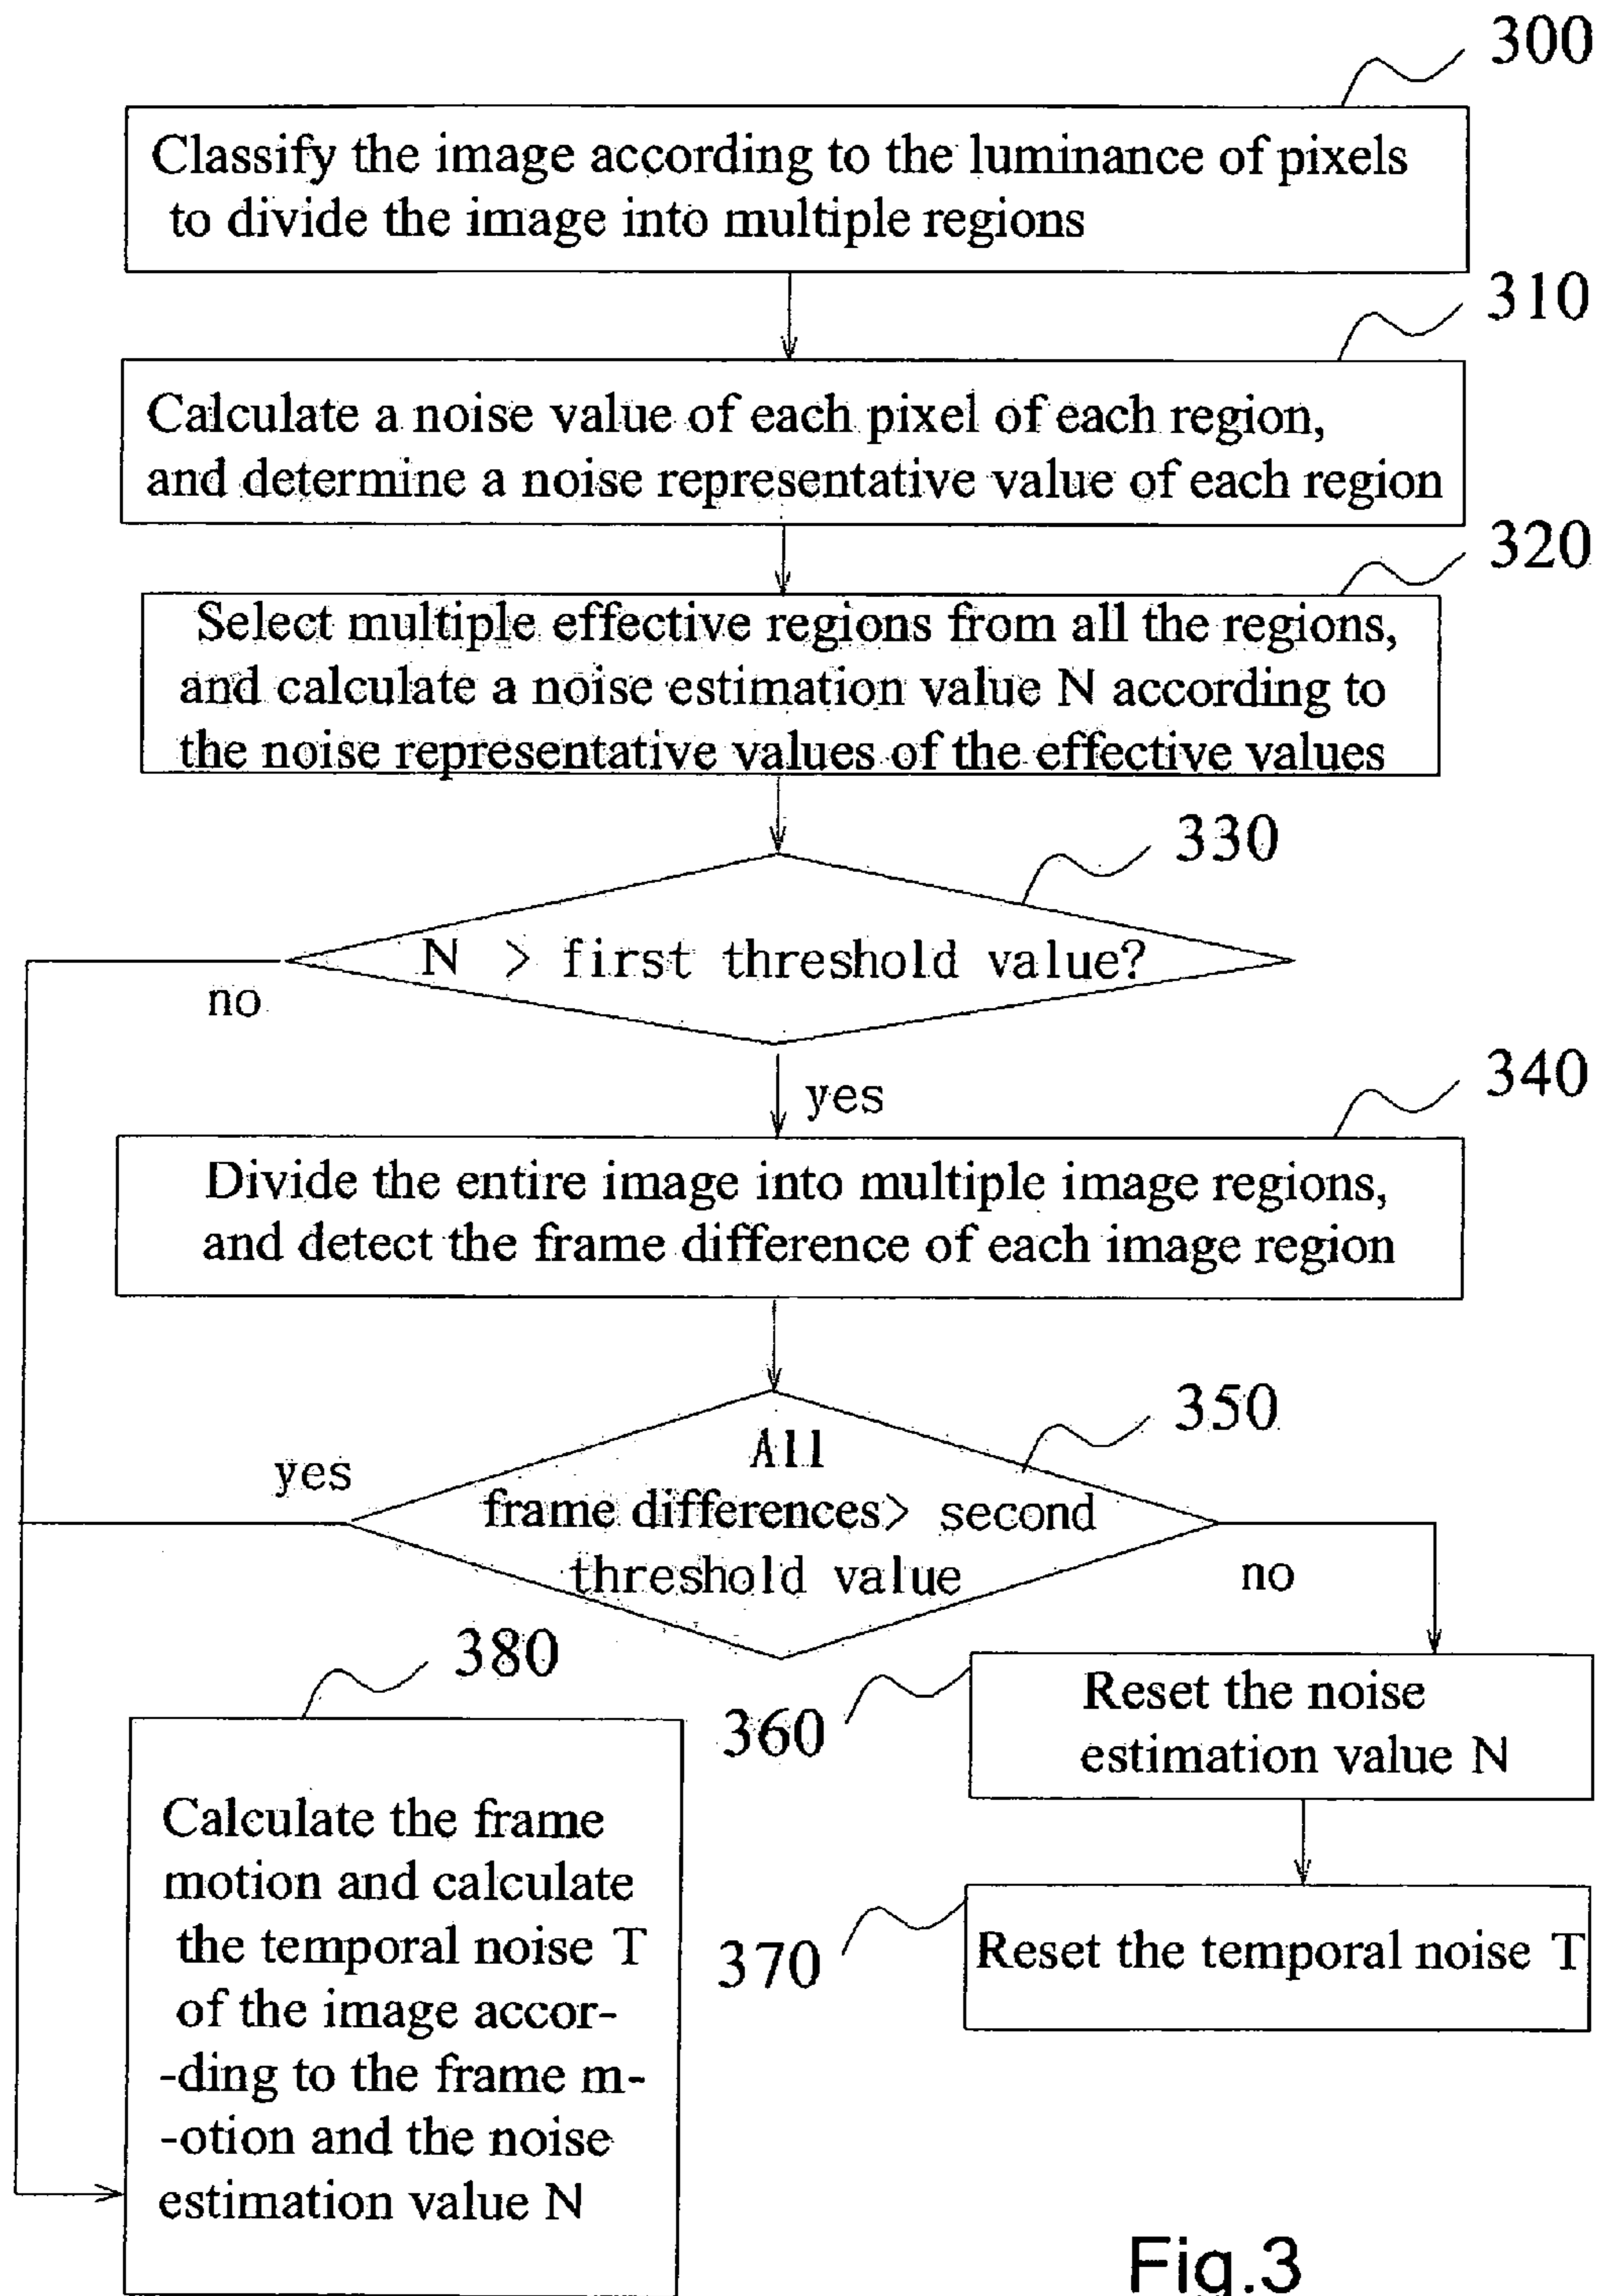 300
Classify the image according to the luminance of pixels
to divide the image into multiple regions
310
Calculate a noise value of each pixel of each region,
and determine a noise representative value of each region
320
Select multiple effective regions from all the regions,
and calculate a noise estimation value N according to
the noise representative values of the effective values
330
N > first threshold value?
no
yes
340
Divide the entire image into multiple image regions,
and detect the frame difference of each image region
350
All
frame differences> second
threshold value
yes
no
380
Calculate the frame
motion and calculate
the temporal noise T
of the image accor-
-ding to the frame m-
-otion and the noise
estimation value N
360
Reset the noise
estimation value N
370
Reset the temporal noise T
Fig.3